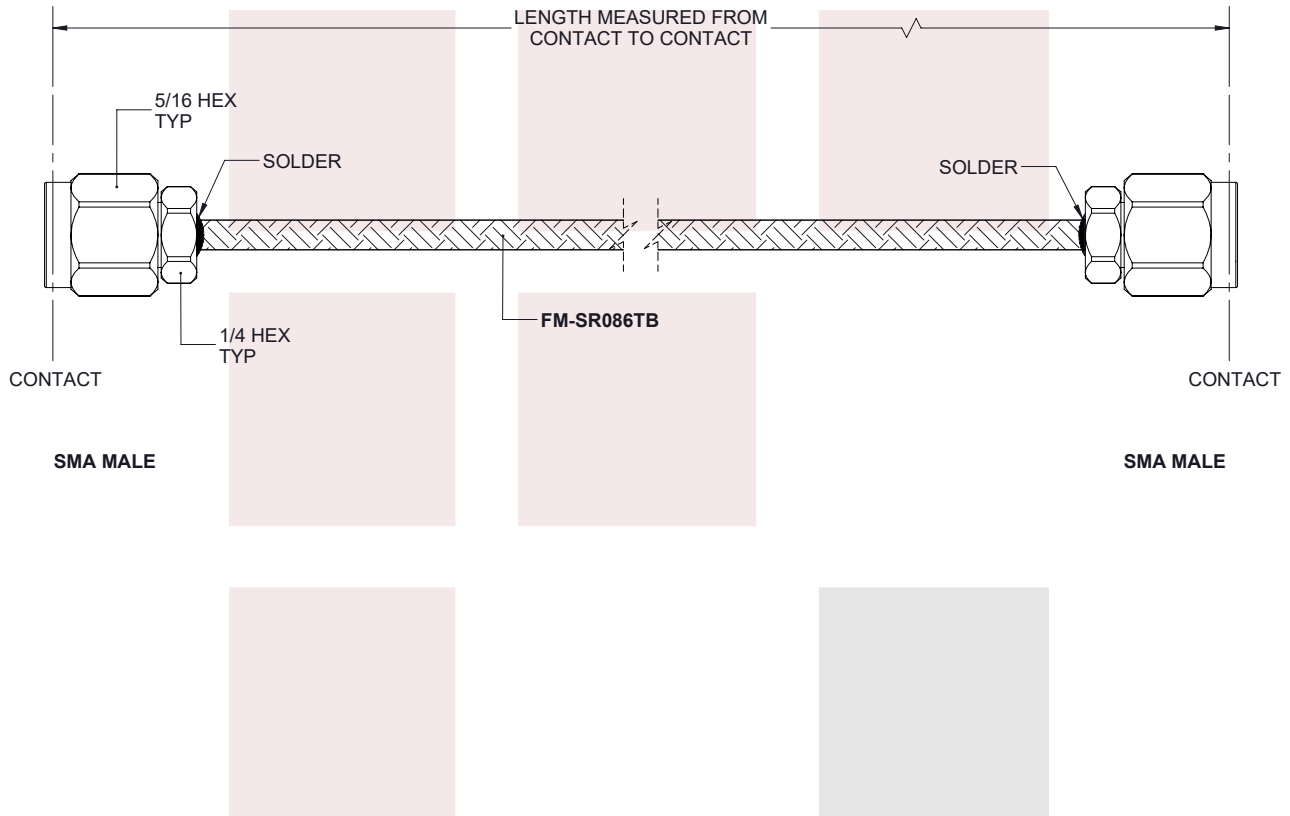 LENGTH MEASURED FROM
CONTACT TO CONTACT
5/16 HEX
TYP
SOLDER
SOLDER
FM-SR086TB
1/4 HEX
TYP
CONTACT
CONTACT
SMA MALE
SMA MALE